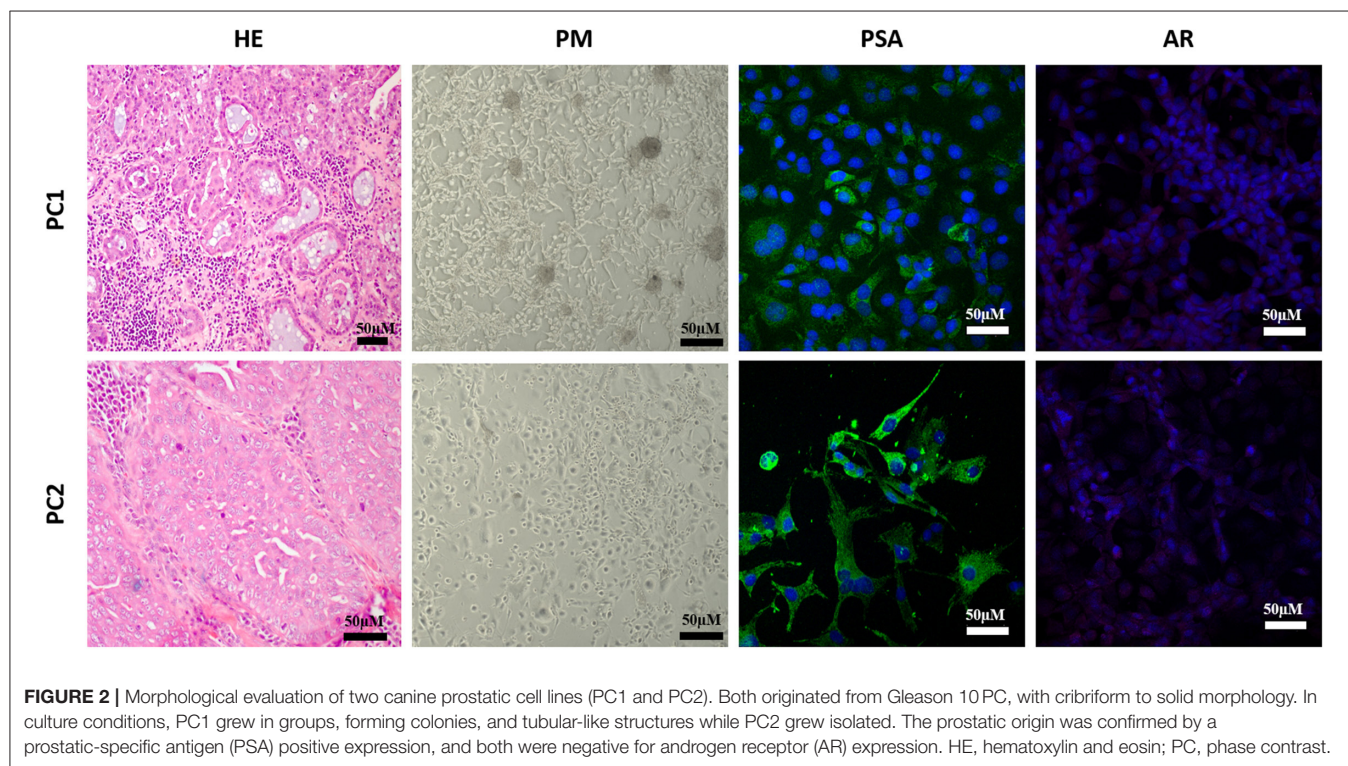 HE PM PSA AR
PC1
50µM 50µM 50µM 50µM
PC2
50µM 50µM 50µM 50µM
FIGURE 2 | Morphological evaluation of two canine prostatic cell lines (PC1 and PC2). Both originated from Gleason 10 PC, with cribriform to solid morphology. In
culture conditions, PC1 grew in groups, forming colonies, and tubular-like structures while PC2 grew isolated. The prostatic origin was confirmed by a
prostatic-specific antigen (PSA) positive expression, and both were negative for androgen receptor (AR) expression. HE, hematoxylin and eosin; PC, phase contrast.